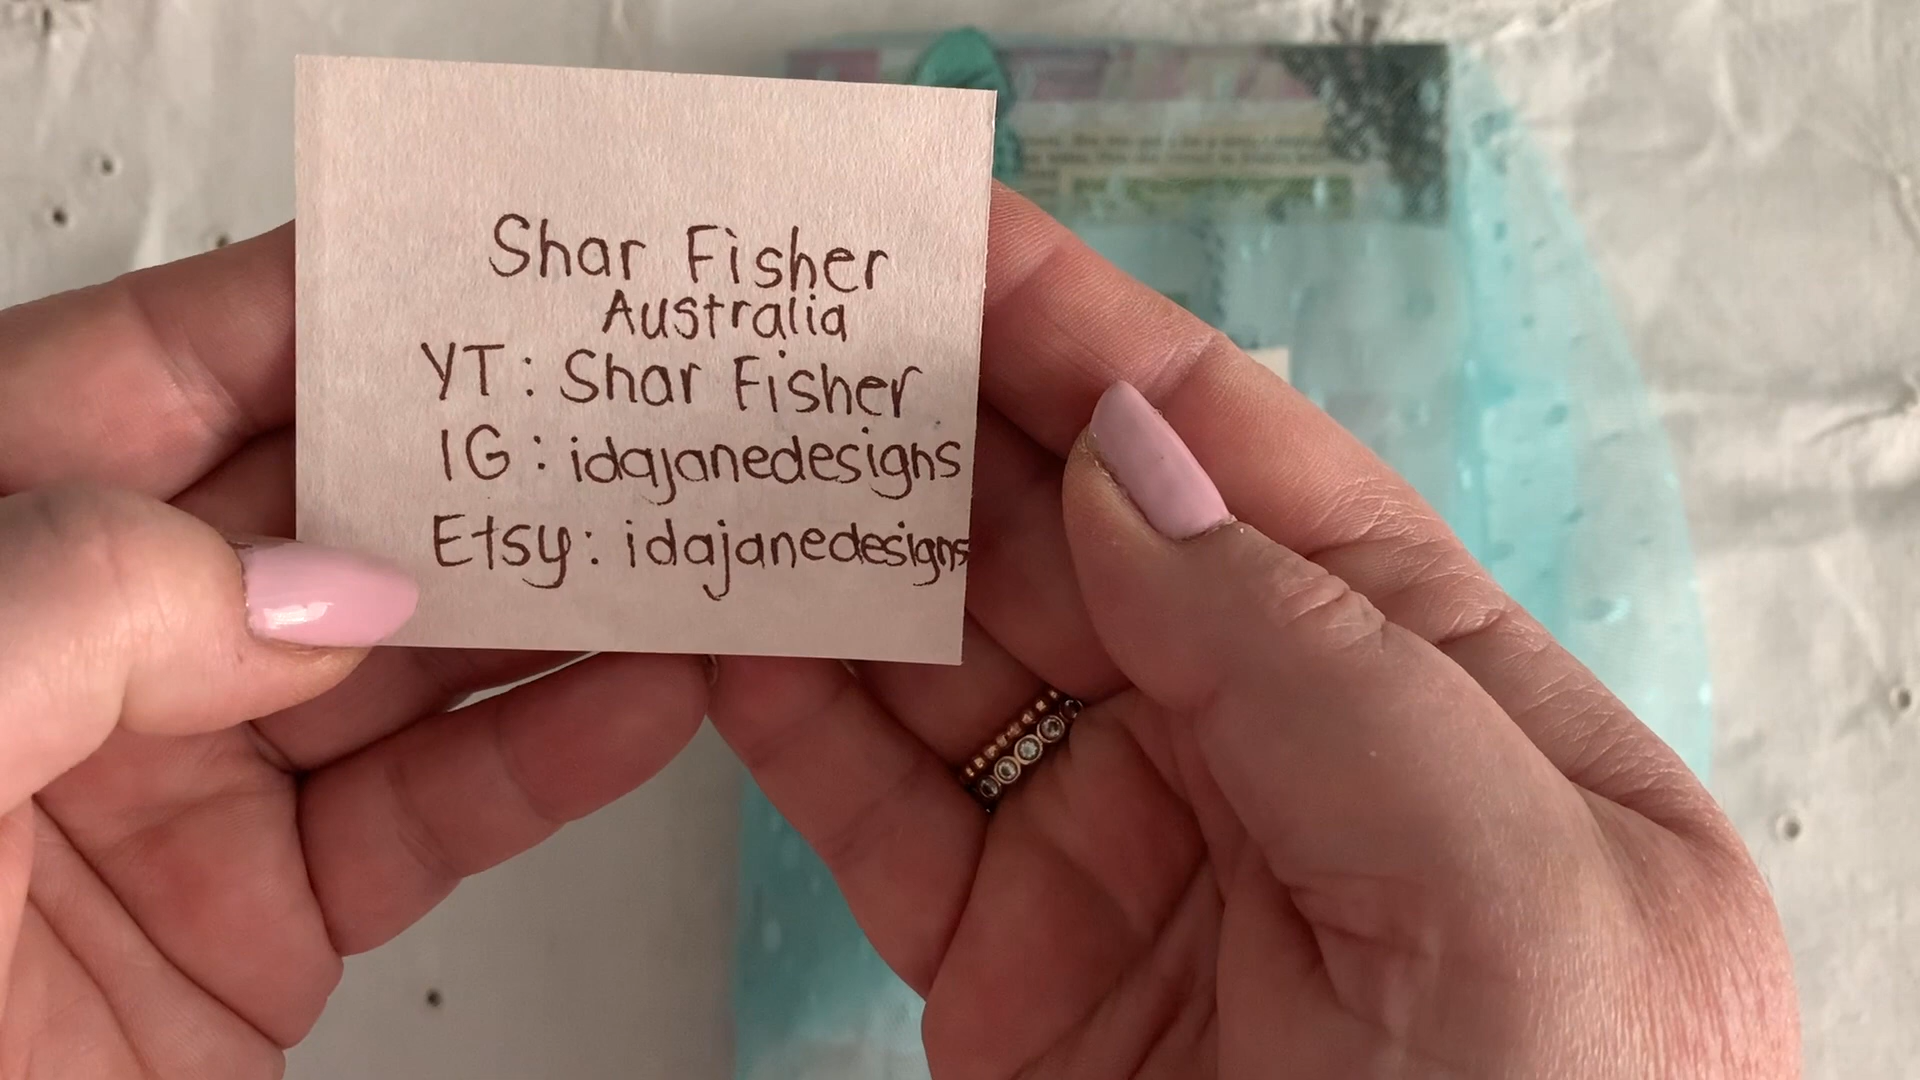 Shar Fisher
Australia
YT: Shar Fisher
IG: idajanedesigns
Etsy: idajanedesigns